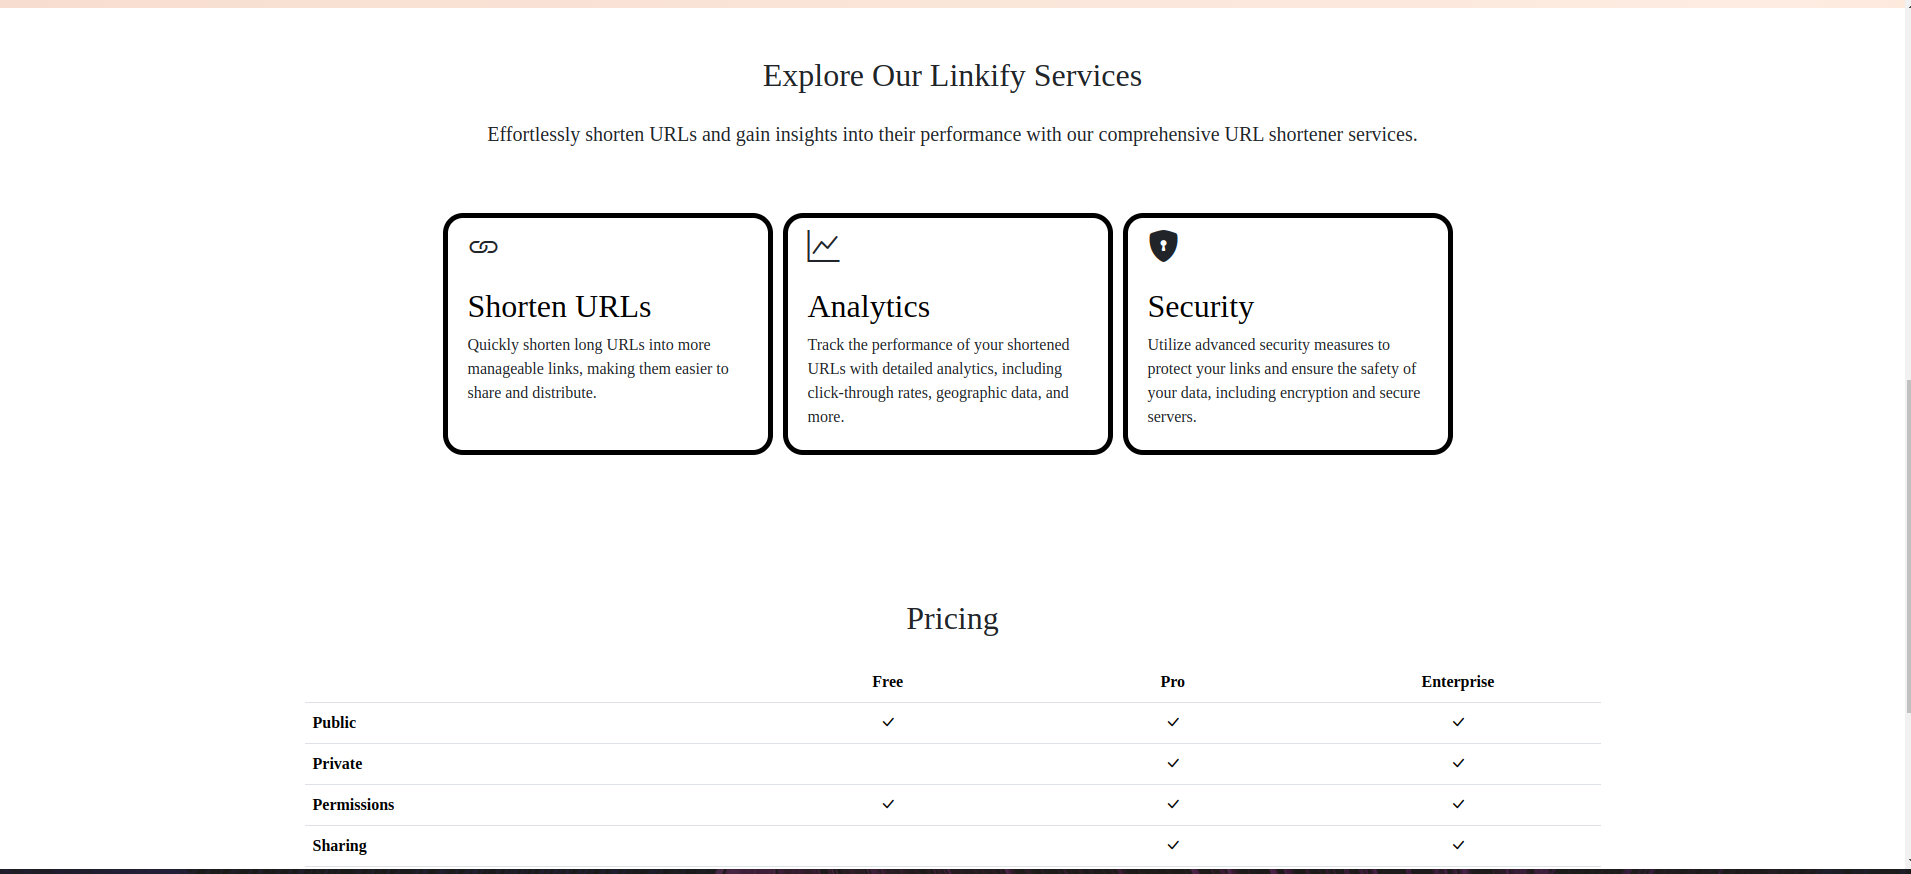 Explore Our Linkify Services
Effortlessly shorten URLs and gain insights into their performance with our comprehensive URL shortener services.
Shorten URLs
Quickly shorten long URLs into more
manageable links, making them easier to
share and distribute.
Analytics
Track the performance of your shortened
URLs with detailed analytics, including
click-through rates, geographic data, and
more.
Security
Utilize advanced security measures to
protect your links and ensure the safety of
your data, including encryption and secure
servers.
Pricing
Free Pro Enterprise
Public
Private
Permissions
Sharing